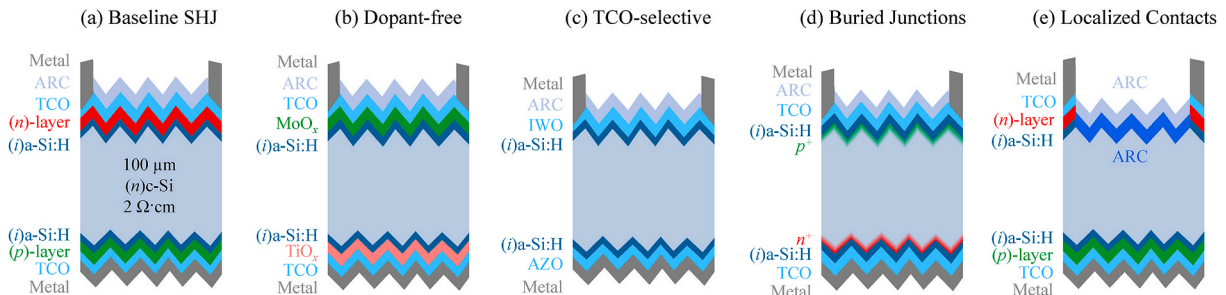 (a) Baseline SHJ
Metal
ARC
TCO
(n)-layer
(i)a-Si:H
100 µm
(n)c-Si
2 Ω·cm
(i)a-Si:H
(p)-layer
TCO
Metal
(b) Dopant-free
Metal
ARC
TCO
MoOₓ
(i)a-Si:H
(i)a-Si:H
TiOₓ
TCO
Metal
(c) TCO-selective
Metal
ARC
IWO
(i)a-Si:H
(i)a-Si:H
AZO
Metal
(d) Buried Junctions
Metal
ARC
TCO
(i)a-Si:H
p⁺
n⁺
(i)a-Si:H
TCO
Metal
(e) Localized Contacts
Metal
ARC
TCO
(n)-layer
(i)a-Si:H
ARC
(i)a-Si:H
(p)-layer
TCO
Metal